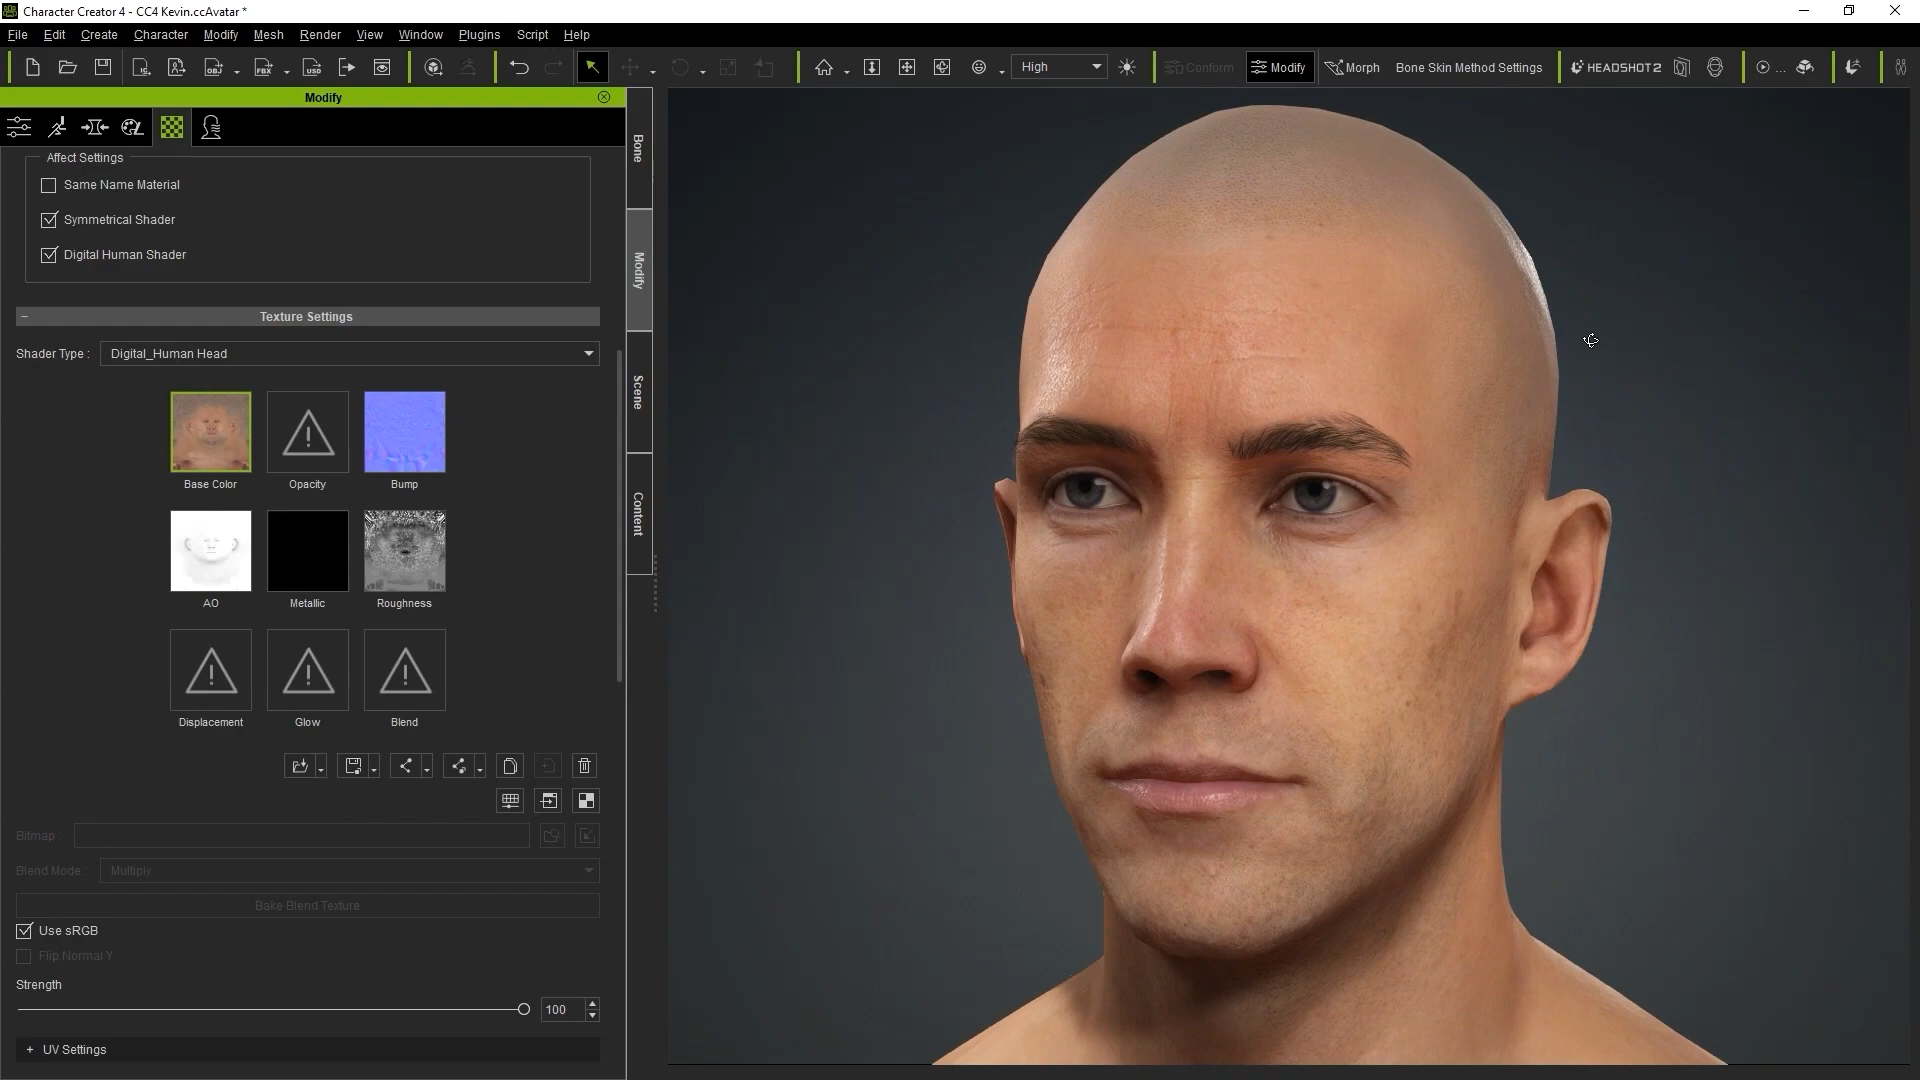 Character Creator 4 - CC4 Kevin.ccAvatar *
File Edit Create Character Modify Mesh Render View Window Plugins Script Help
High Conform Modify Morph Bone Skin Method Settings HEADSHOT 2 ...
Modify
Affect Settings
Same Name Material
Symmetrical Shader
Digital Human Shader
Texture Settings
Shader Type : Digital_Human Head
Base Color Opacity Bump
AO Metallic Roughness
Displacement Glow Blend
Bitmap
Blend Mode: Multiply
Bake Blend Texture
Use sRGB
Flip Normal Y
Strength
100
+ UV Settings
Bone
Modify
Scene
Content